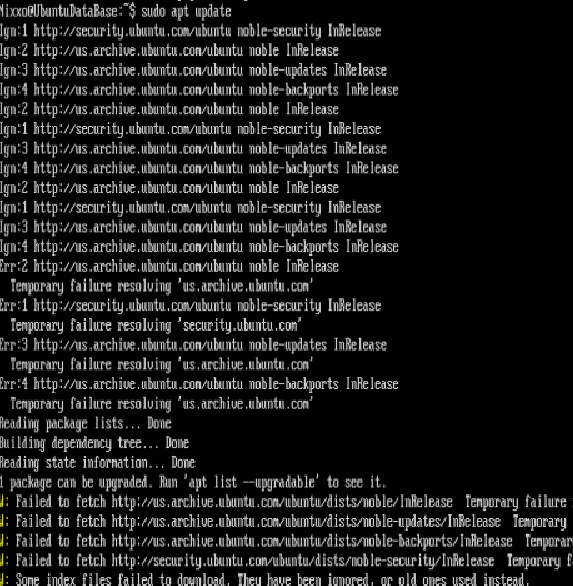 Nixxo@UbuntuDataBase:~$ sudo apt update
Ign:1 http://security.ubuntu.com/ubuntu noble-security InRelease
Ign:2 http://us.archive.ubuntu.com/ubuntu noble InRelease
Ign:3 http://us.archive.ubuntu.com/ubuntu noble-updates InRelease
Ign:4 http://us.archive.ubuntu.com/ubuntu noble-backports InRelease
Ign:2 http://us.archive.ubuntu.com/ubuntu noble InRelease
Ign:1 http://security.ubuntu.com/ubuntu noble-security InRelease
Ign:3 http://us.archive.ubuntu.com/ubuntu noble-updates InRelease
Ign:4 http://us.archive.ubuntu.com/ubuntu noble-backports InRelease
Ign:2 http://us.archive.ubuntu.com/ubuntu noble InRelease
Ign:1 http://security.ubuntu.com/ubuntu noble-security InRelease
Ign:3 http://us.archive.ubuntu.com/ubuntu noble-updates InRelease
Ign:4 http://us.archive.ubuntu.com/ubuntu noble-backports InRelease
Err:2 http://us.archive.ubuntu.com/ubuntu noble InRelease
  Temporary failure resolving 'us.archive.ubuntu.com'
Err:1 http://security.ubuntu.com/ubuntu noble-security InRelease
  Temporary failure resolving 'security.ubuntu.com'
Err:3 http://us.archive.ubuntu.com/ubuntu noble-updates InRelease
  Temporary failure resolving 'us.archive.ubuntu.com'
Err:4 http://us.archive.ubuntu.com/ubuntu noble-backports InRelease
  Temporary failure resolving 'us.archive.ubuntu.com'
Reading package lists... Done
Building dependency tree... Done
Reading state information... Done
1 package can be upgraded. Run 'apt list --upgradable' to see it.
W: Failed to fetch http://us.archive.ubuntu.com/ubuntu/dists/noble/InRelease  Temporary failure
W: Failed to fetch http://us.archive.ubuntu.com/ubuntu/dists/noble-updates/InRelease  Temporary
W: Failed to fetch http://us.archive.ubuntu.com/ubuntu/dists/noble-backports/InRelease  Temporar
W: Failed to fetch http://security.ubuntu.com/ubuntu/dists/noble-security/InRelease  Temporary f
W: Some index files failed to download. They have been ignored, or old ones used instead.